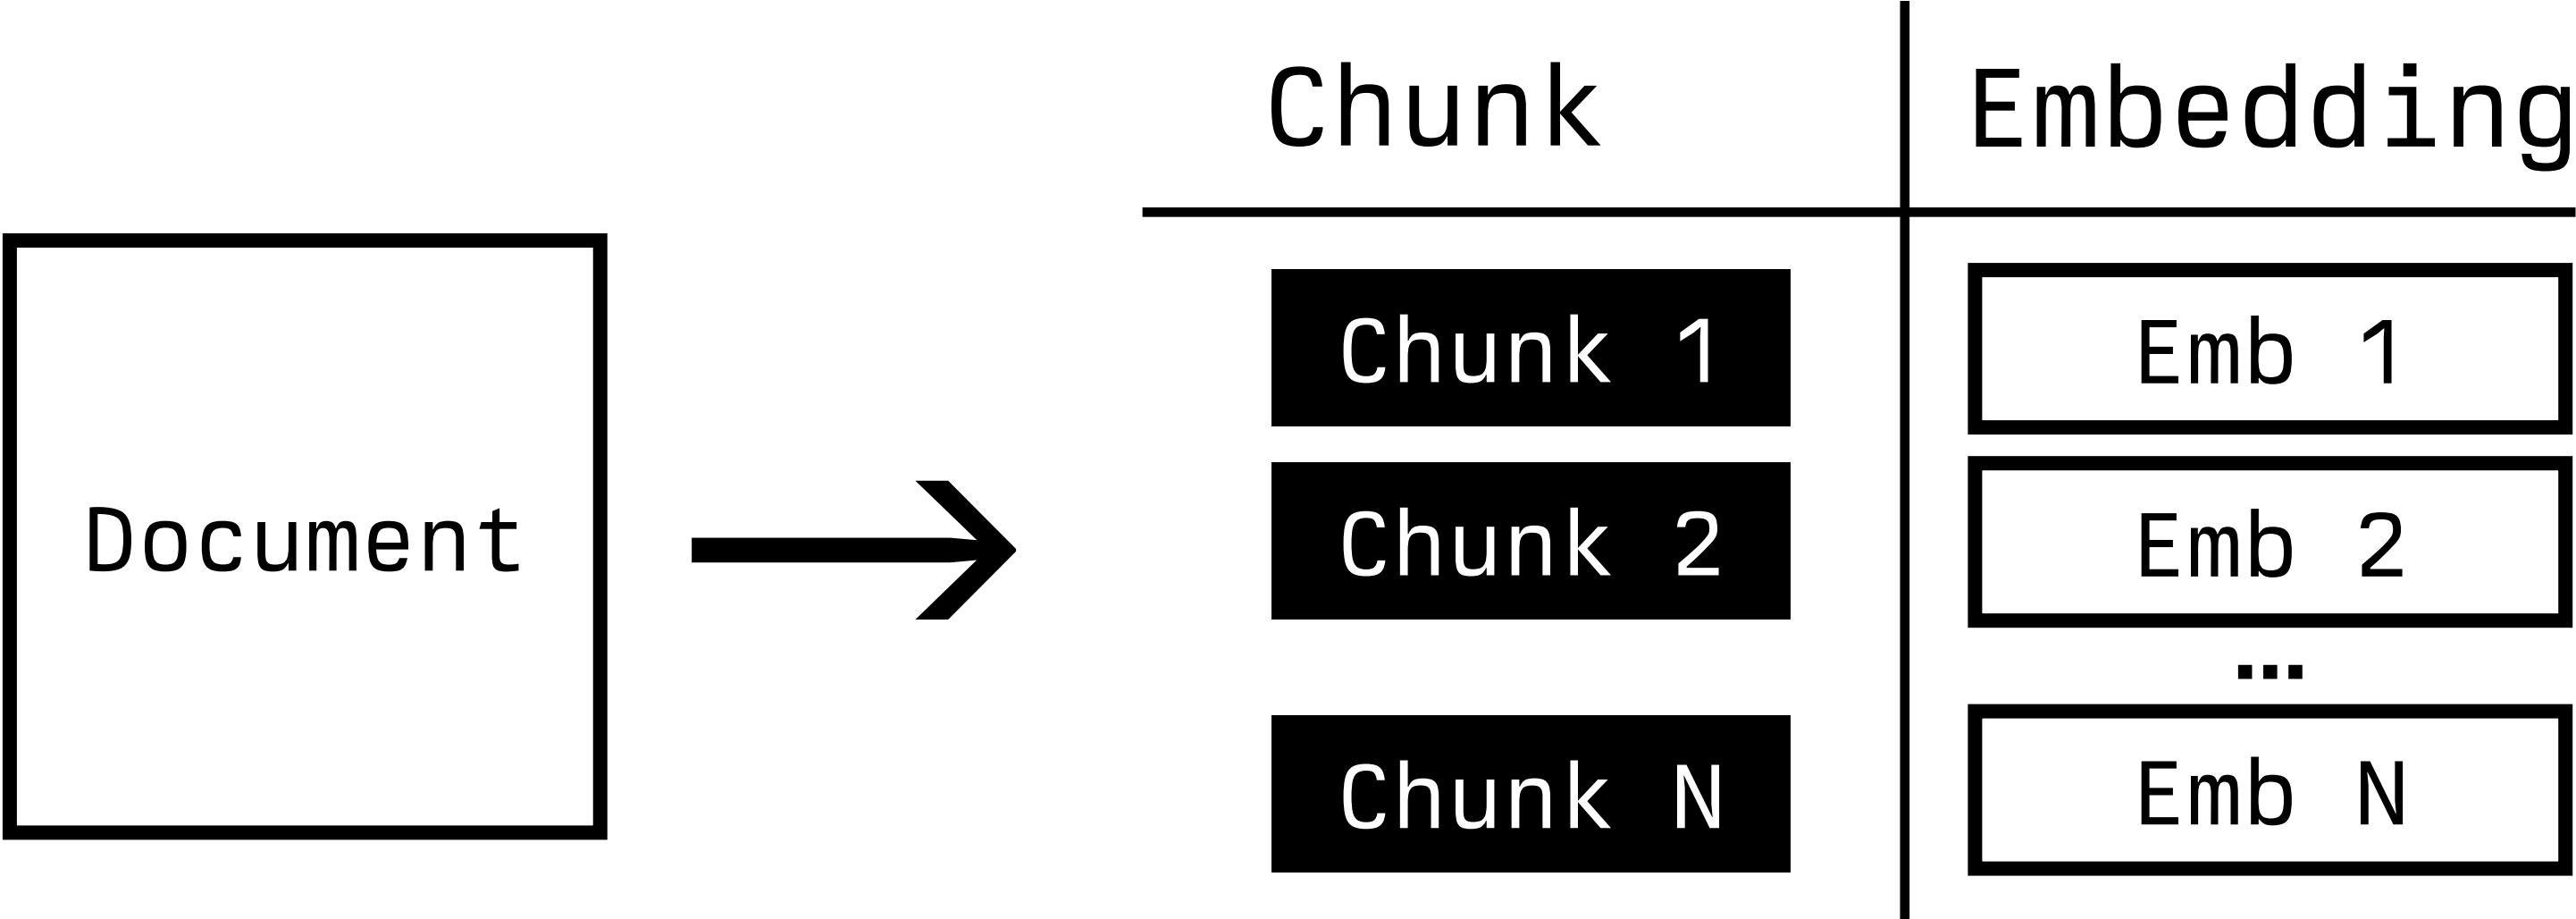 Chunk Embedding
Chunk 1 Emb 1
Document
Chunk 2 Emb 2
…
Chunk N Emb N